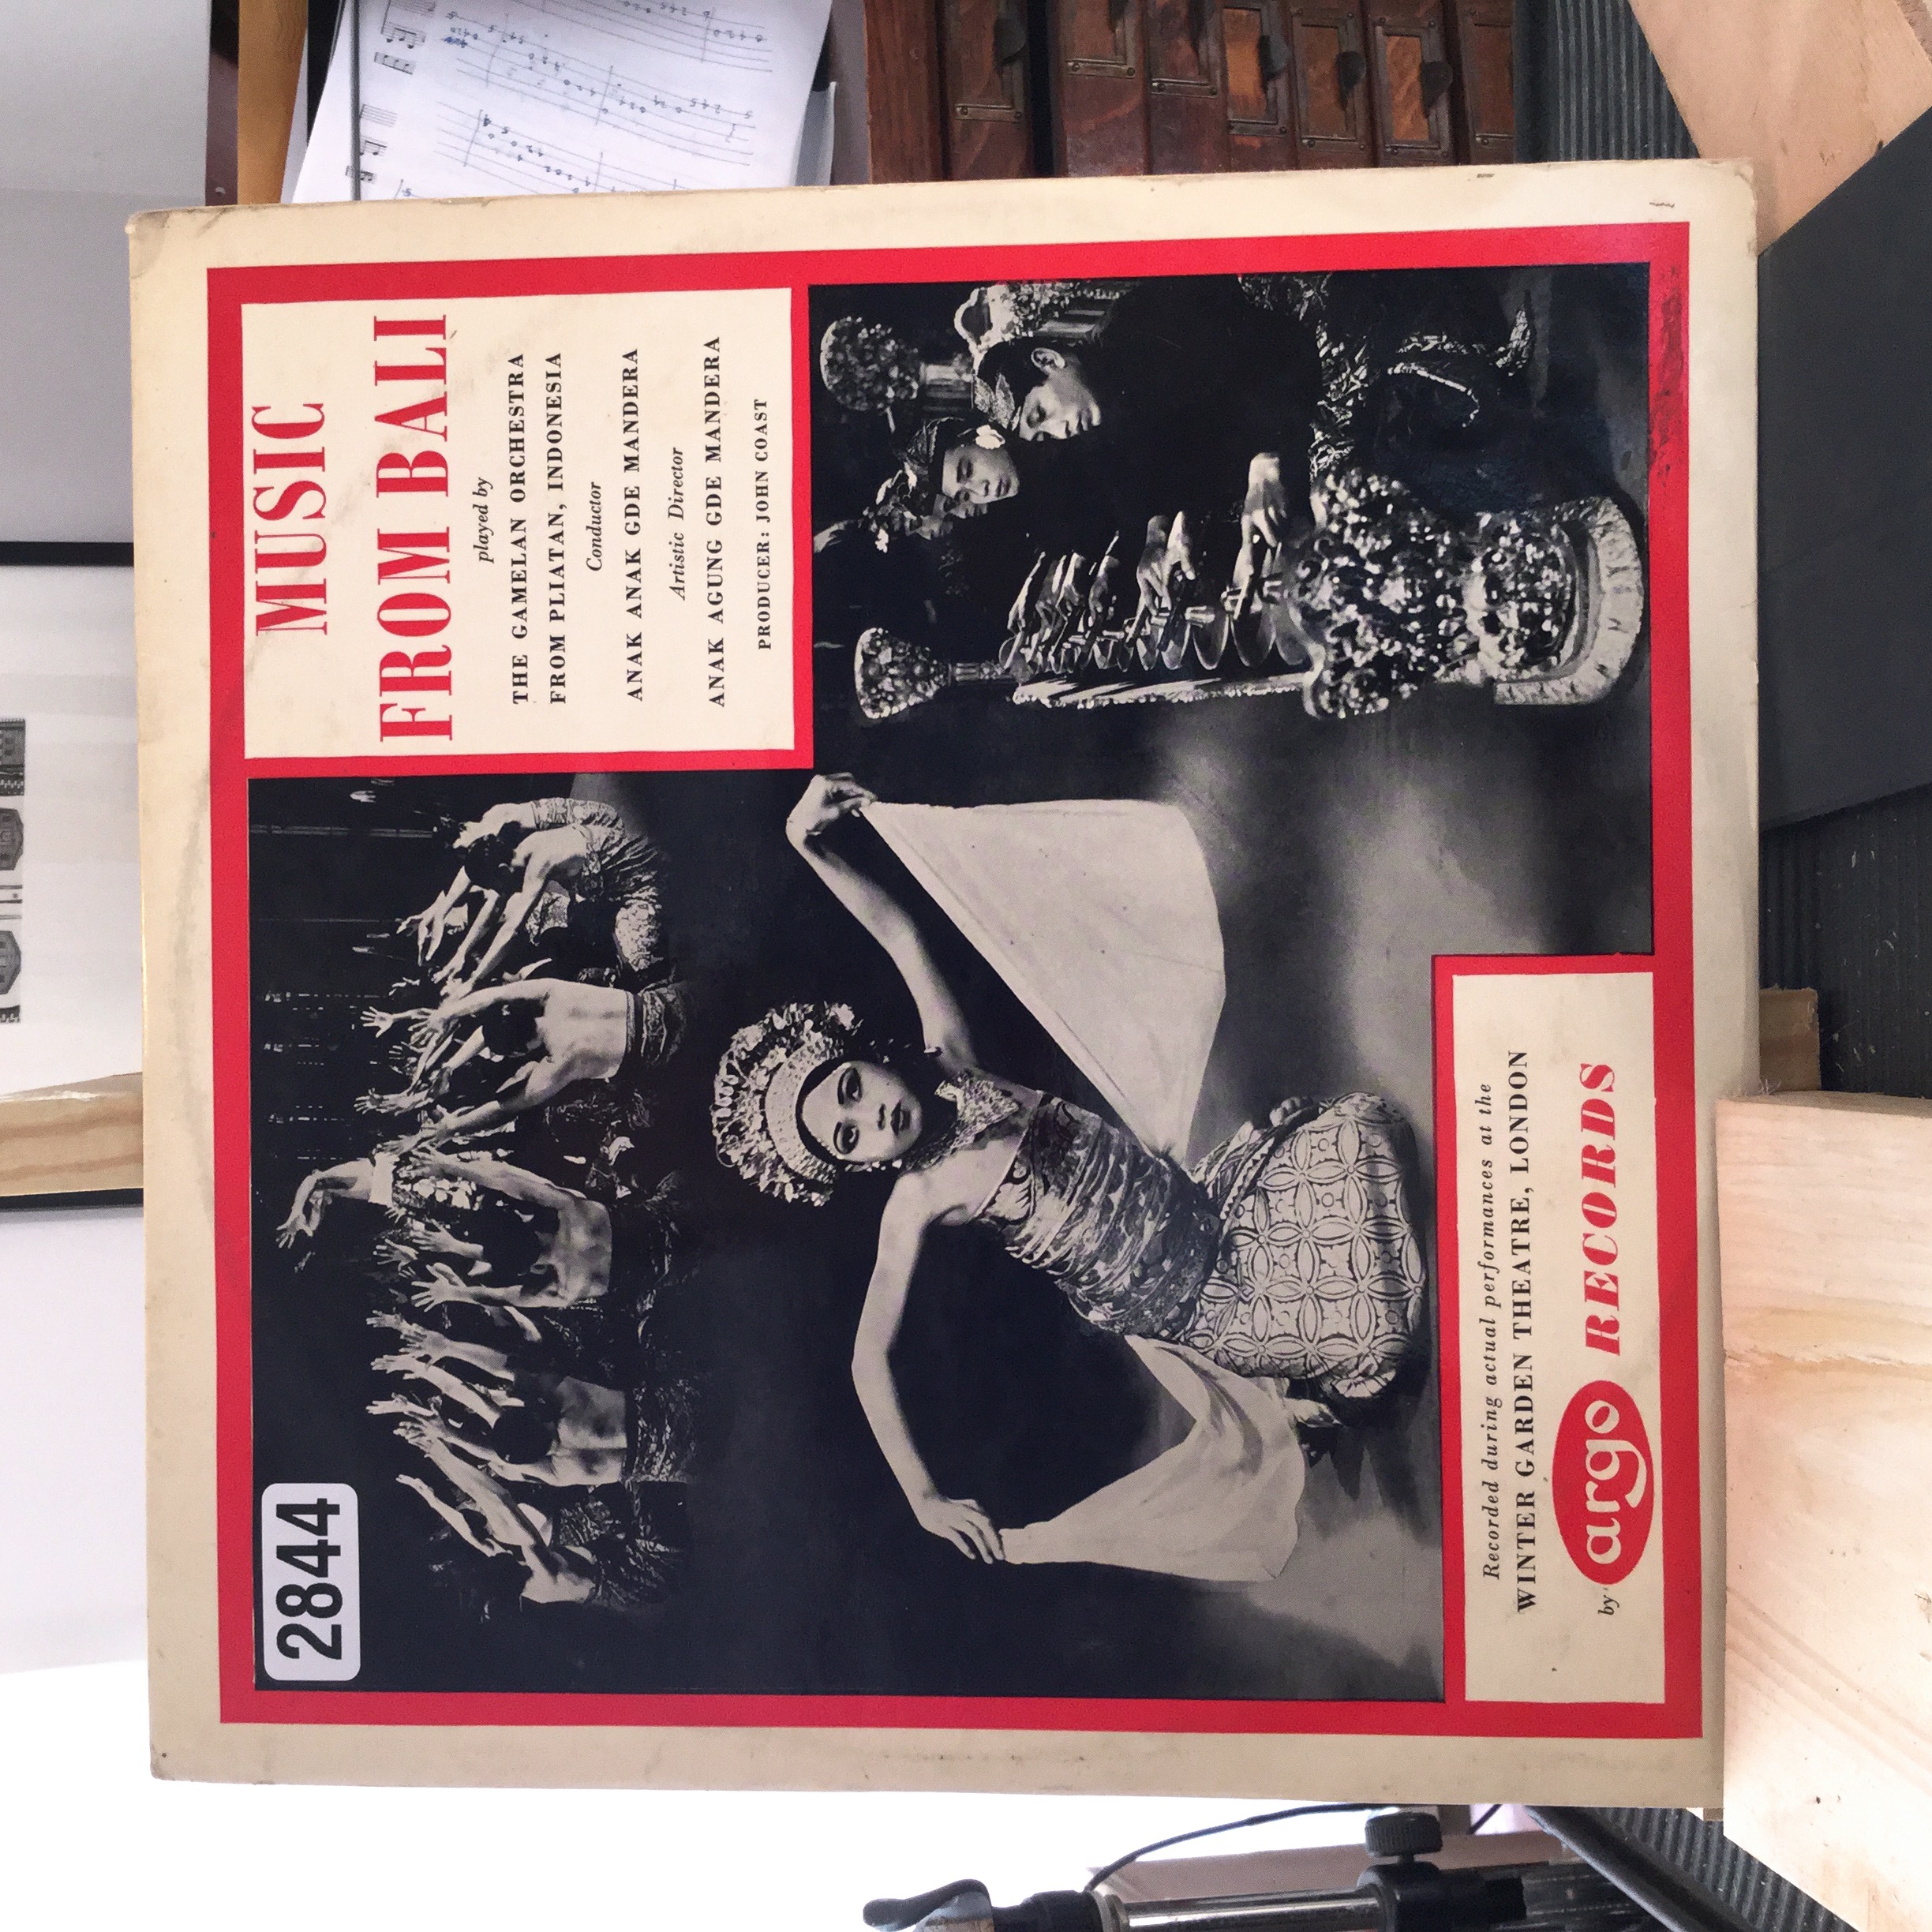 2844
MUSIC
FROM BALI
played by
THE GAMELAN ORCHESTRA
FROM PLIATAN, INDONESIA
Conductor
ANAK ANAK GDE MANDERA
Artistic Director
ANAK AGUNG GDE MANDERA
PRODUCER: JOHN COAST
Recorded during actual performances at the
WINTER GARDEN THEATRE, LONDON
by argo RECORDS